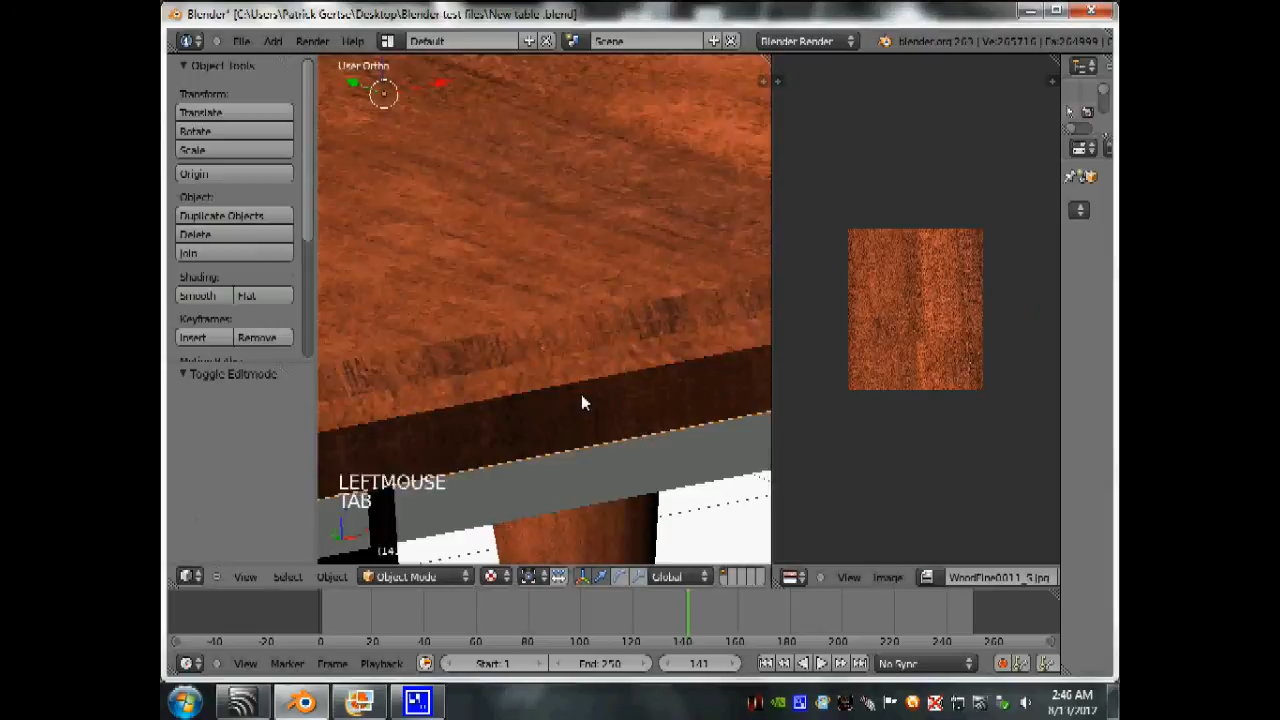 Blender* [C:\Users\Patrick Gertse\Desktop\Blender test files\New table .blend]
File Add Render Help Default Scene Blender Render blender.org 263 | Ve:265716 | Fa:264999 |
Object Tools
User Ortho
Transform:
Translate
Rotate
Scale
Origin
Object:
Duplicate Objects
Delete
Join
Shading:
Smooth Flat
Keyframes:
Insert Remove
Toggle Editmode
LEFTMOUSE
TAB
(141
View Select Object Object Mode Global View Image WoodFine0011_S.jpg
-40 -20 0 20 40 60 80 100 120 140 160 180 200 220 240 260
View Marker Frame Playback Start: 1 End: 250 141 No Sync
2:46 AM
8/13/2012